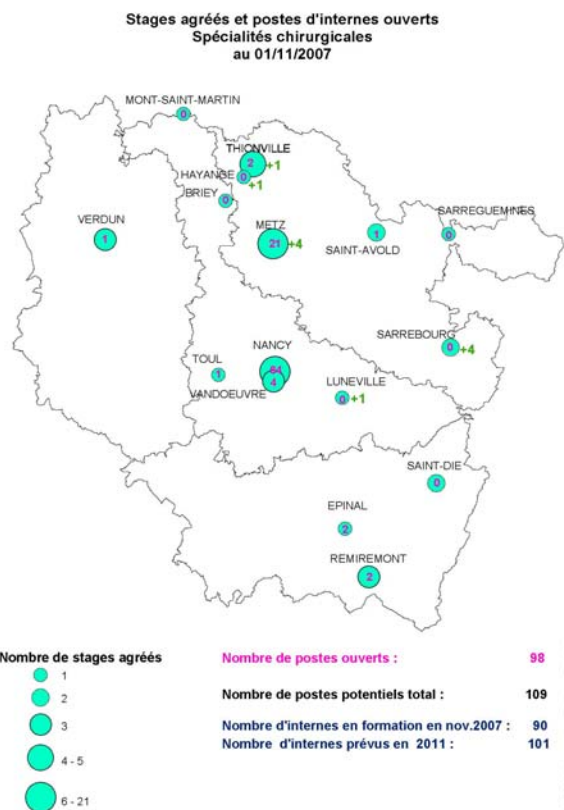 Stages agréés et postes d'internes ouverts
Spécialités chirurgicales
au 01/11/2007
MONT-SAINT-MARTIN
0
THIONVILLE
2 +1
HAYANGE 0
+1
BRIEY 0
VERDUN
1
METZ
21 +4
1
SAINT-AVOLD
SARREGUEMINES
0
SARREBOURG
0 +4
NANCY
64
TOUL
1
VANDOEUVRE 4
LUNEVILLE
0 +1
SAINT-DIE
0
EPINAL
2
REMIREMONT
2
Nombre de stages agréés
1
2
3
4 - 5
6 - 21
Nombre de postes ouverts : 98
Nombre de postes potentiels total : 109
Nombre d'internes en formation en nov.2007 : 90
Nombre d'internes prévus en 2011 : 101